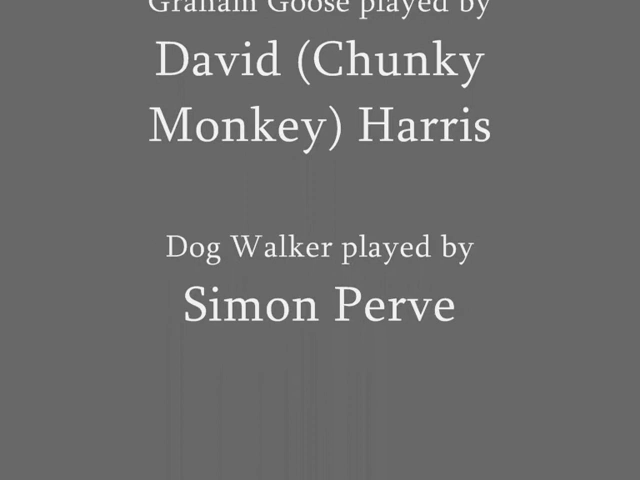 Graham Goose played by
David (Chunky
Monkey) Harris
Dog Walker played by
Simon Perve